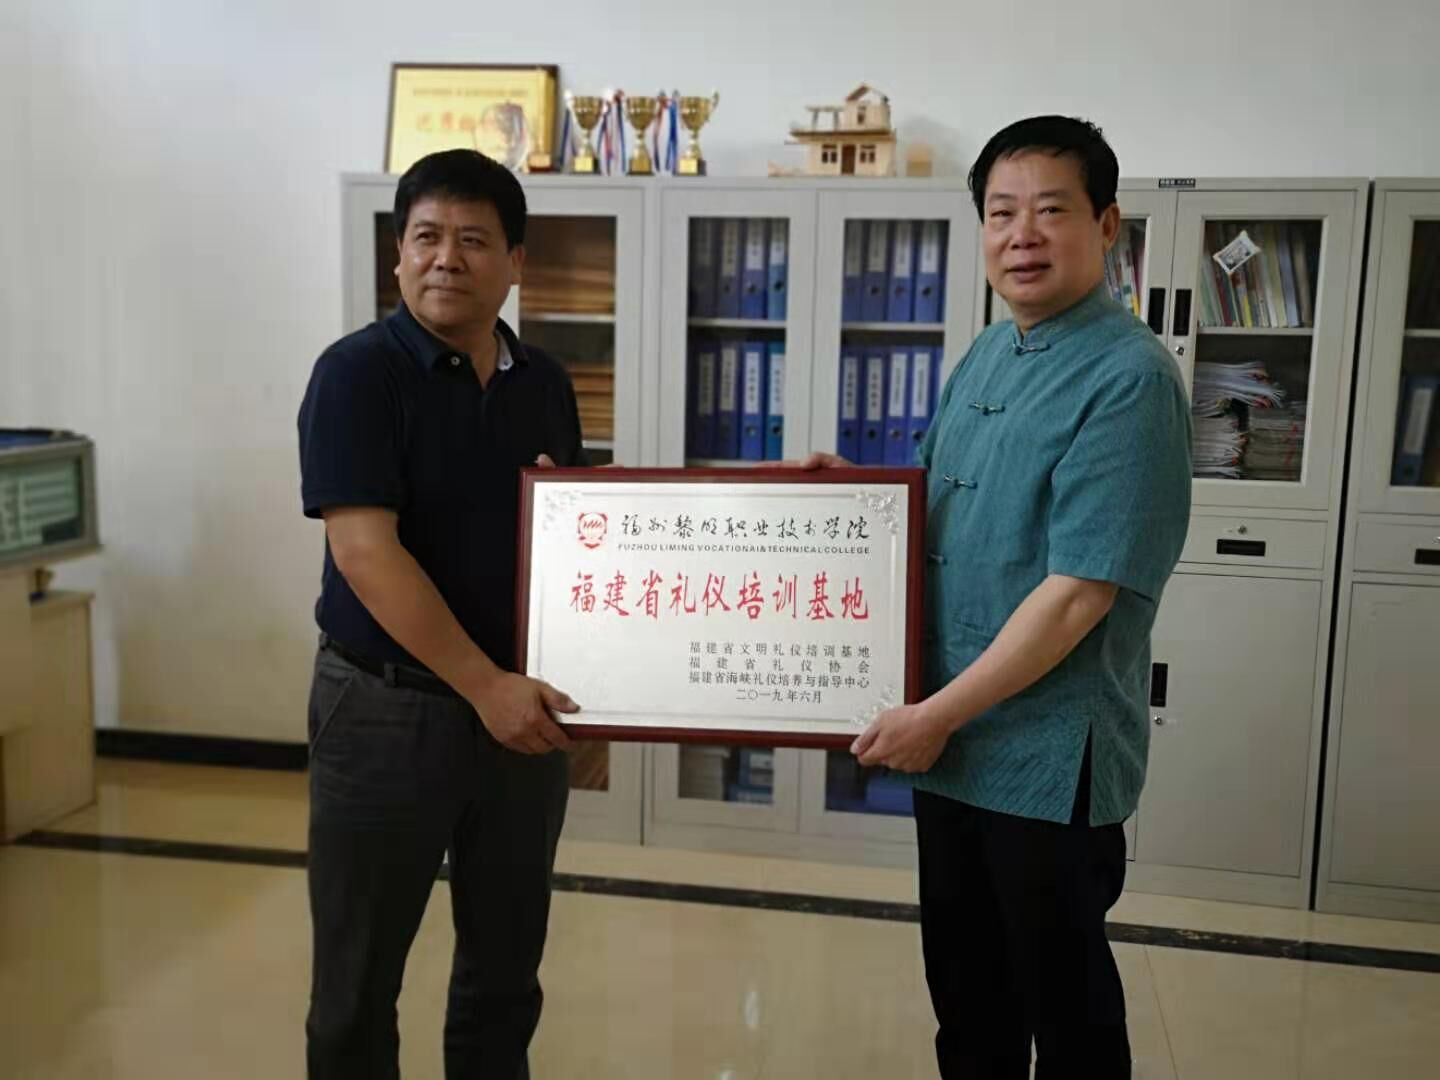 福州黎明职业技术学院
FUZHOU LIMING VOCATIONAI&TECHNICAL COLLEGE
福建省礼仪培训基地
福建省文明礼仪培训基地
福建省礼仪协会
福建省海峡礼仪培养与指导中心
二〇一九年六月